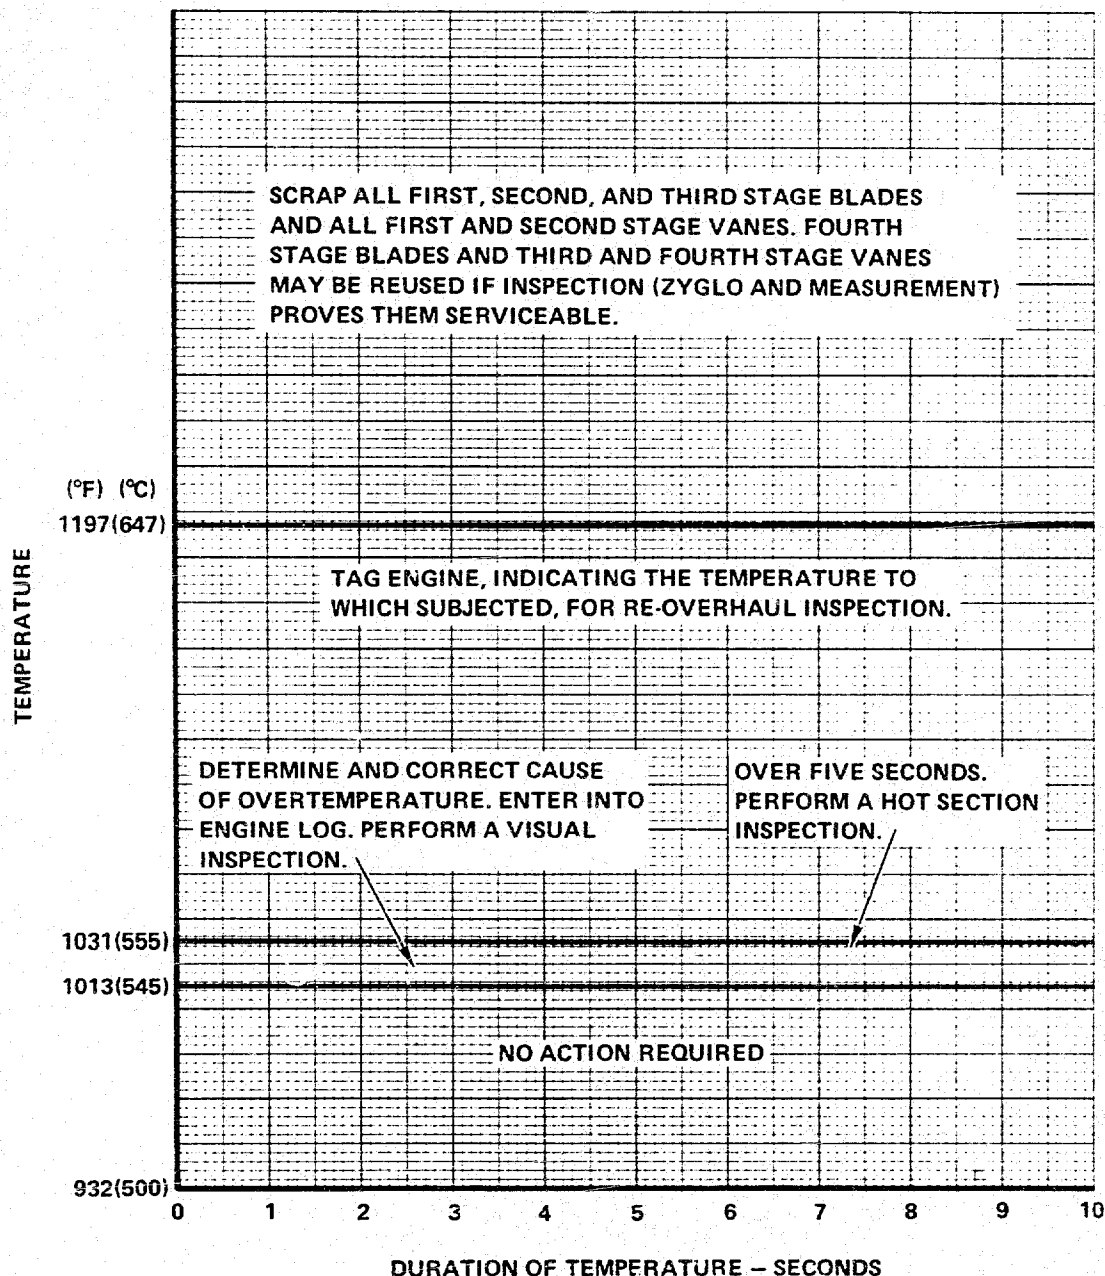 SCRAP ALL FIRST, SECOND, AND THIRD STAGE BLADES
AND ALL FIRST AND SECOND STAGE VANES. FOURTH
STAGE BLADES AND THIRD AND FOURTH STAGE VANES
MAY BE REUSED IF INSPECTION (ZYGLO AND MEASUREMENT)
PROVES THEM SERVICEABLE.
(°F) (°C)
1197(647)
TAG ENGINE, INDICATING THE TEMPERATURE TO
WHICH SUBJECTED, FOR RE-OVERHAUL INSPECTION.
TEMPERATURE
DETERMINE AND CORRECT CAUSE
OF OVERTEMPERATURE. ENTER INTO
ENGINE LOG. PERFORM A VISUAL
INSPECTION.
OVER FIVE SECONDS.
PERFORM A HOT SECTION
INSPECTION.
1031(555)
1013(545)
NO ACTION REQUIRED
932(500)
0 1 2 3 4 5 6 7 8 9 10
DURATION OF TEMPERATURE – SECONDS